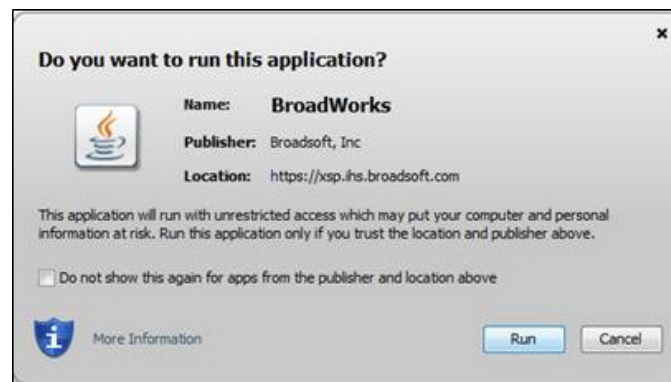 Do you want to run this application?
Name: BroadWorks
Publisher: Broadsoft, Inc
Location: https://xsp.ihs.broadsoft.com
This application will run with unrestricted access which may put your computer and personal
information at risk. Run this application only if you trust the location and publisher above.
Do not show this again for apps from the publisher and location above
More Information
Run
Cancel